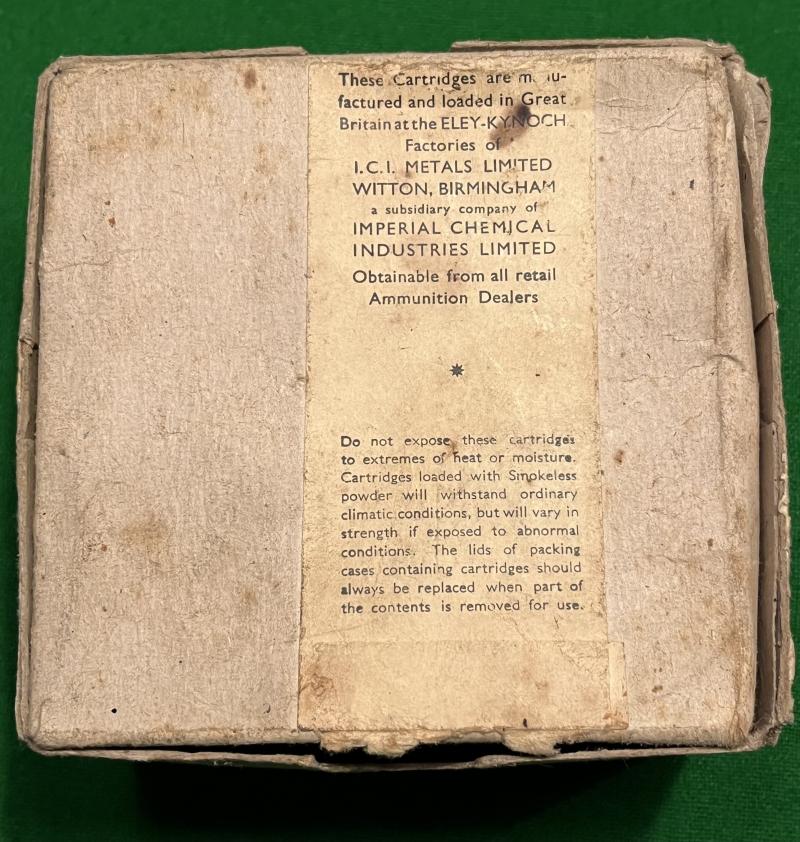 These Cartridges are m  u-
factured and loaded in Great
Britain at the ELEY-KYNOCH
Factories of
I.C.I. METALS LIMITED
WITTON, BIRMINGHAM
a subsidiary company of
IMPERIAL CHEMICAL
INDUSTRIES LIMITED
Obtainable from all retail
Ammunition Dealers
Do not expose these cartridges
to extremes of heat or moisture.
Cartridges loaded with Smokeless
powder will withstand ordinary
climatic conditions, but will vary in
strength if exposed to abnormal
conditions. The lids of packing
cases containing cartridges should
always be replaced when part of
the contents is removed for use.